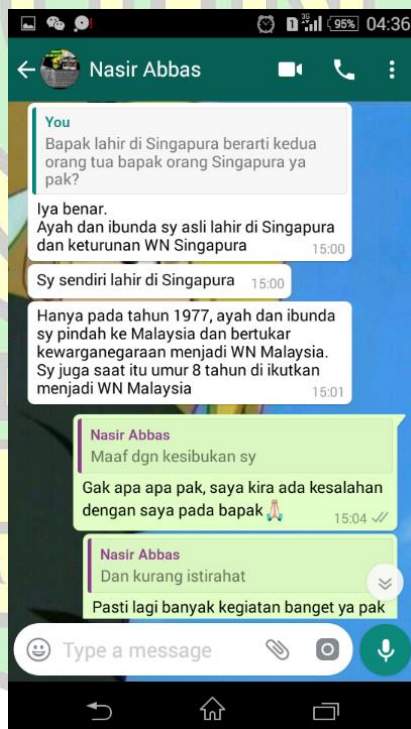 3G
95%
04:36
Nasir Abbas
You
Bapak lahir di Singapura berarti kedua
orang tua bapak orang Singapura ya
pak?
Iya benar.
Ayah dan ibunda sy asli lahir di Singapura
dan keturunan WN Singapura
15:00
Sy sendiri lahir di Singapura 15:00
Hanya pada tahun 1977, ayah dan ibunda
sy pindah ke Malaysia dan bertukar
kewarganegaraan menjadi WN Malaysia.
Sy juga saat itu umur 8 tahun di ikutkan
menjadi WN Malaysia
15:01
Nasir Abbas
Maaf dgn kesibukan sy
Gak apa apa pak, saya kira ada kesalahan
dengan saya pada bapak🙏
15:04
Nasir Abbas
Dan kurang istirahat
Pasti lagi banyak kegiatan banget ya pak
Type a message